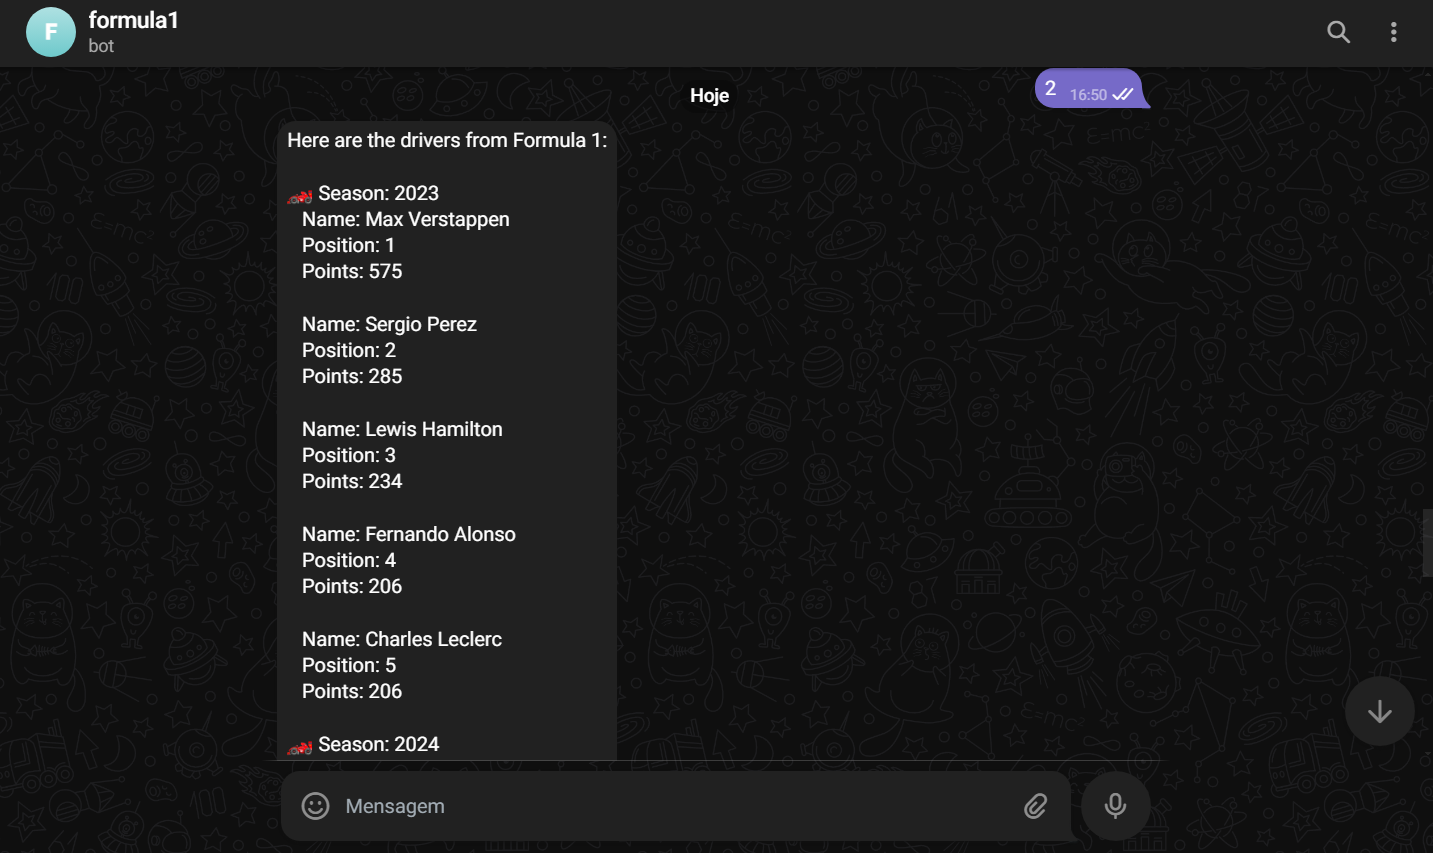 F
formula1
bot
2 16:50
Hoje
Here are the drivers from Formula 1:
Season: 2023
Name: Max Verstappen
Position: 1
Points: 575
Name: Sergio Perez
Position: 2
Points: 285
Name: Lewis Hamilton
Position: 3
Points: 234
Name: Fernando Alonso
Position: 4
Points: 206
Name: Charles Leclerc
Position: 5
Points: 206
Season: 2024
Mensagem